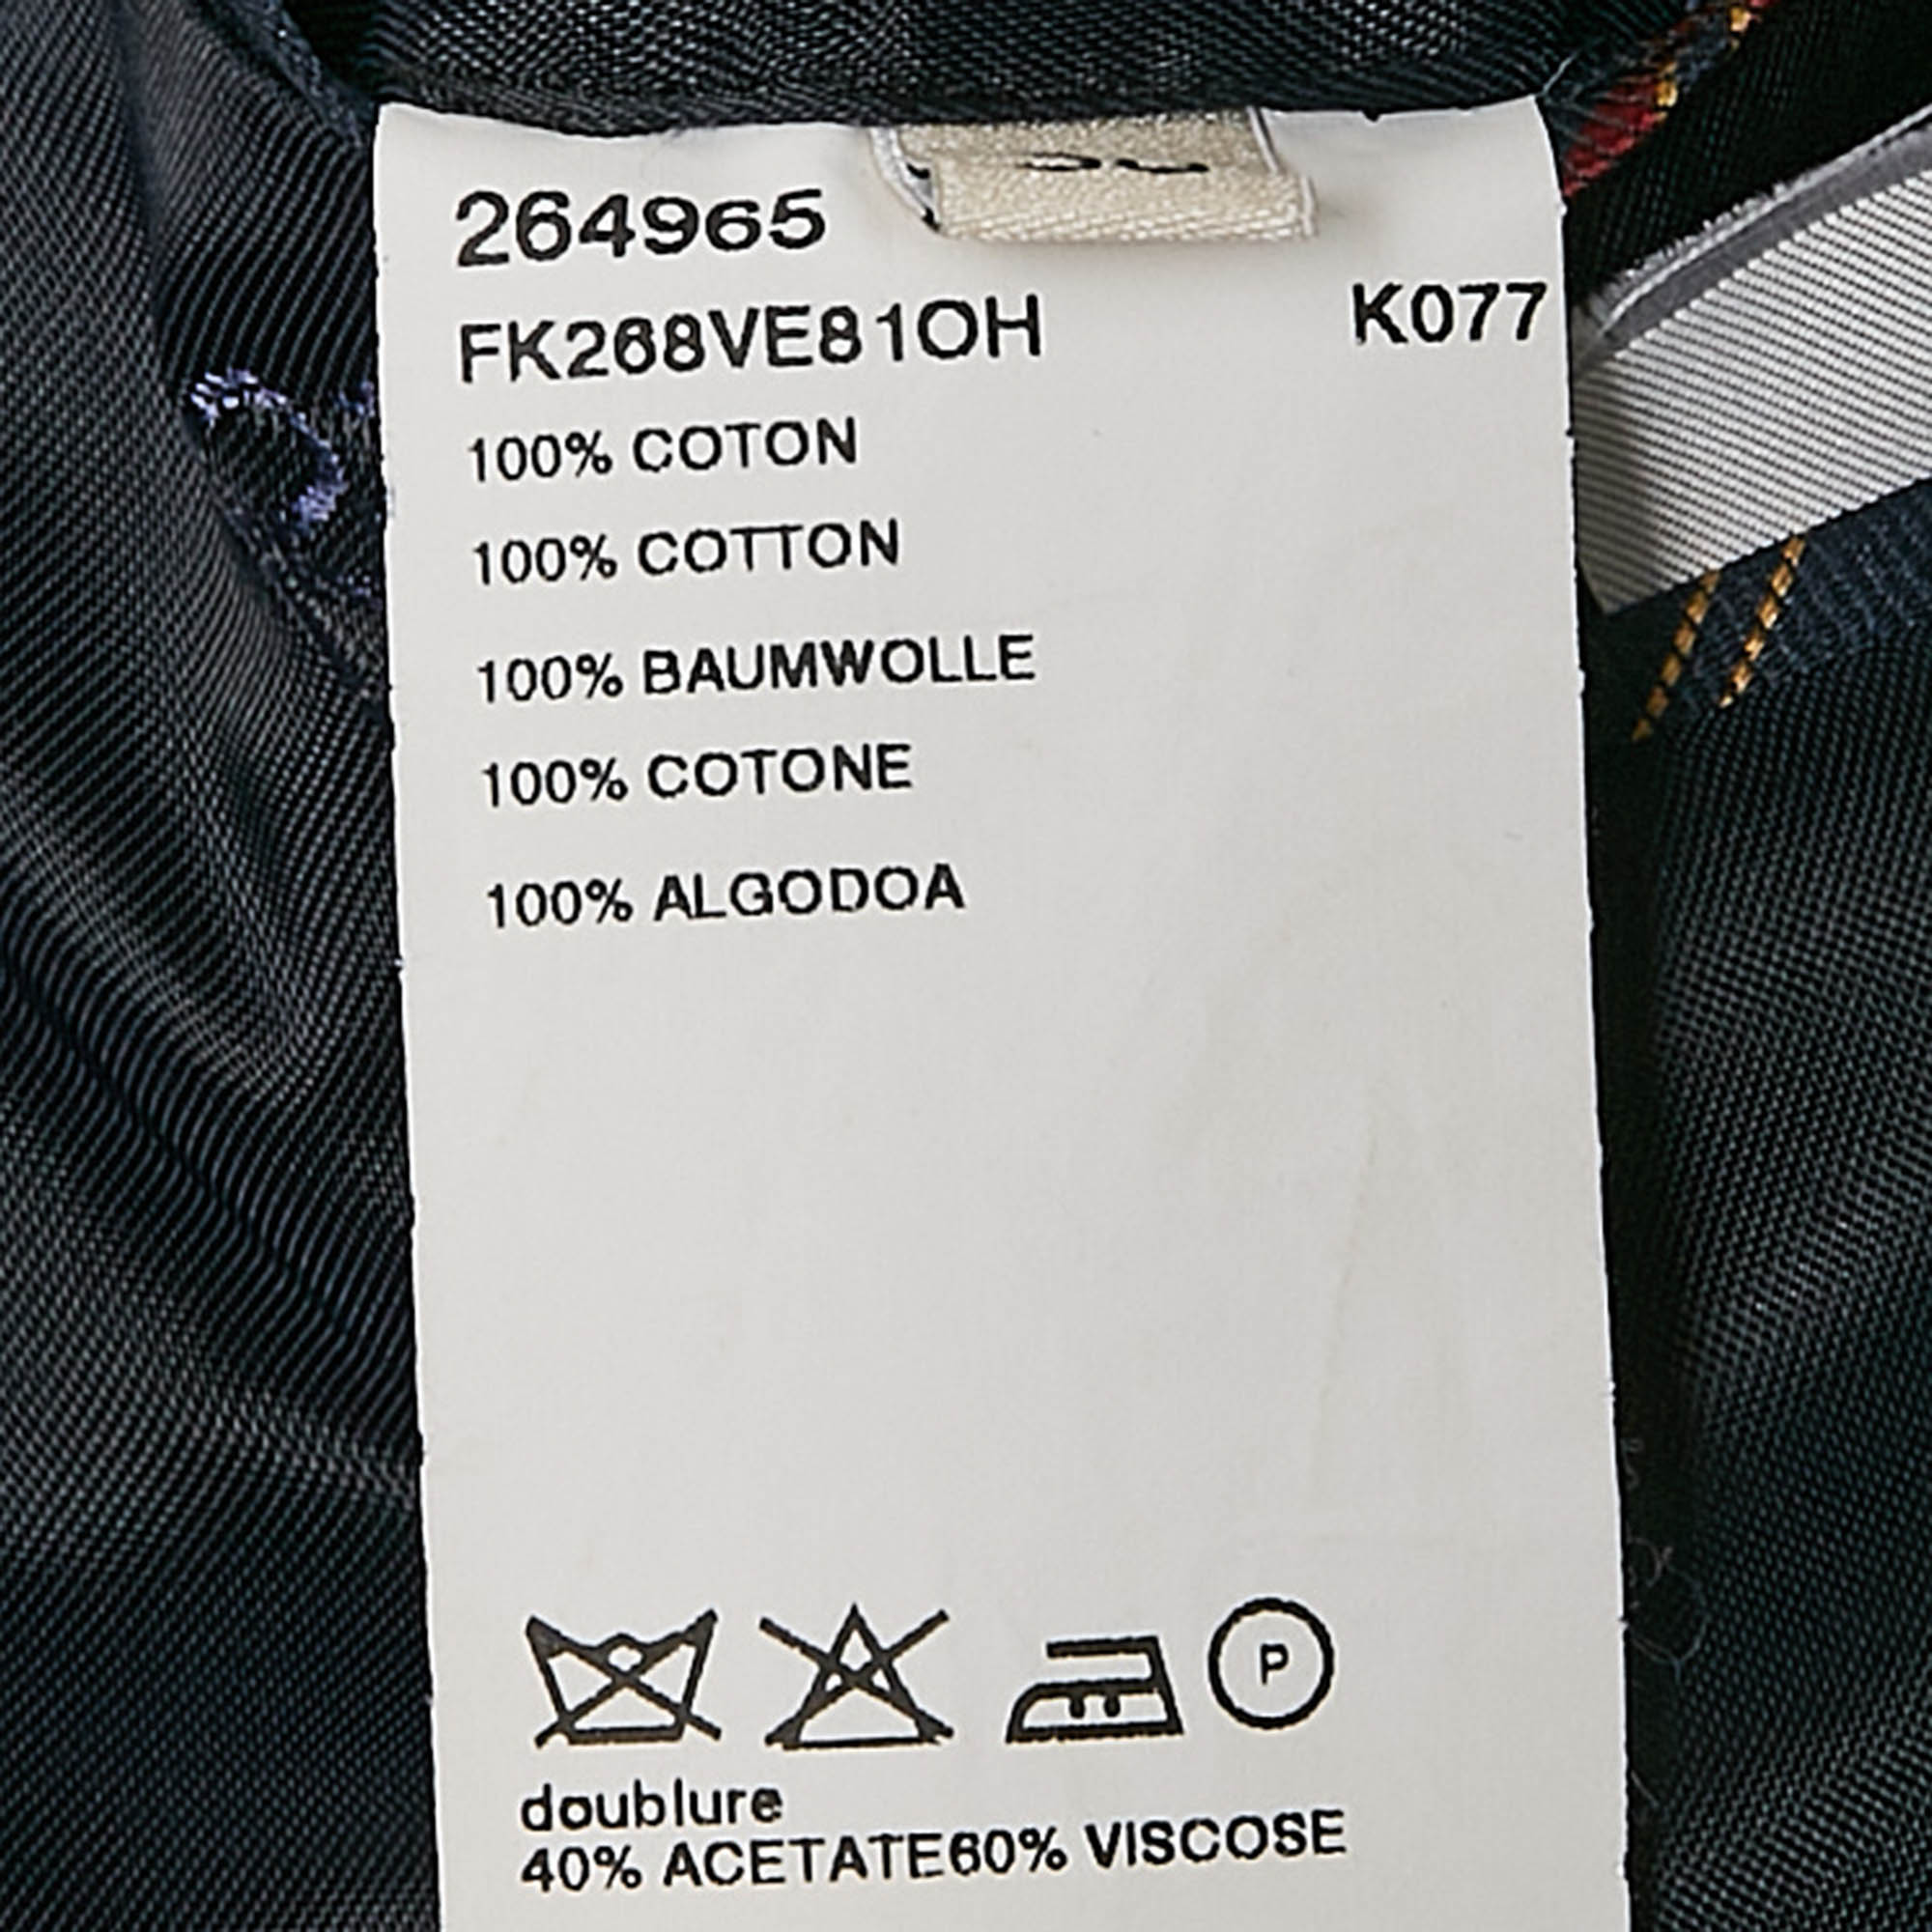 264965
FK268VE81OH K077
100% COTON
100% COTTON
100% BAUMWOLLE
100% COTONE
100% ALGODOA
P
doublure
40% ACETATE60% VISCOSE